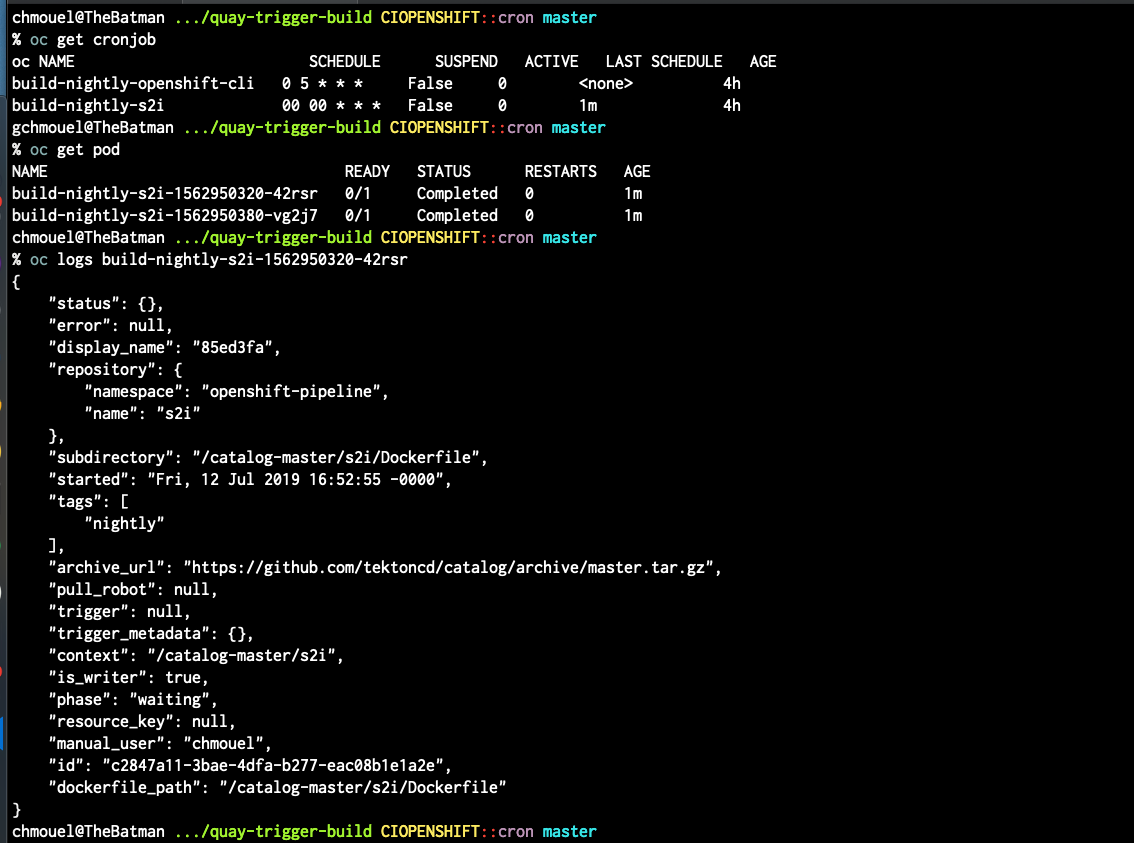 chmouel@TheBatman .../quay-trigger-build CIOPENSHIFT::cron master
% oc get cronjob
oc NAME                          SCHEDULE      SUSPEND   ACTIVE   LAST SCHEDULE   AGE
build-nightly-openshift-cli   0 5 * * *     False     0        <none>          4h
build-nightly-s2i             00 00 * * *   False     0        1m              4h
gchmouel@TheBatman .../quay-trigger-build CIOPENSHIFT::cron master
% oc get pod
NAME                                 READY   STATUS      RESTARTS   AGE
build-nightly-s2i-1562950320-42rsr   0/1     Completed   0          1m
build-nightly-s2i-1562950380-vg2j7   0/1     Completed   0          1m
chmouel@TheBatman .../quay-trigger-build CIOPENSHIFT::cron master
% oc logs build-nightly-s2i-1562950320-42rsr
{
    "status": {},
    "error": null,
    "display_name": "85ed3fa",
    "repository": {
        "namespace": "openshift-pipeline",
        "name": "s2i"
    },
    "subdirectory": "/catalog-master/s2i/Dockerfile",
    "started": "Fri, 12 Jul 2019 16:52:55 -0000",
    "tags": [
        "nightly"
    ],
    "archive_url": "https://github.com/tektoncd/catalog/archive/master.tar.gz",
    "pull_robot": null,
    "trigger": null,
    "trigger_metadata": {},
    "context": "/catalog-master/s2i",
    "is_writer": true,
    "phase": "waiting",
    "resource_key": null,
    "manual_user": "chmouel",
    "id": "c2847a11-3bae-4dfa-b277-eac08b1e1a2e",
    "dockerfile_path": "/catalog-master/s2i/Dockerfile"
}
chmouel@TheBatman .../quay-trigger-build CIOPENSHIFT::cron master